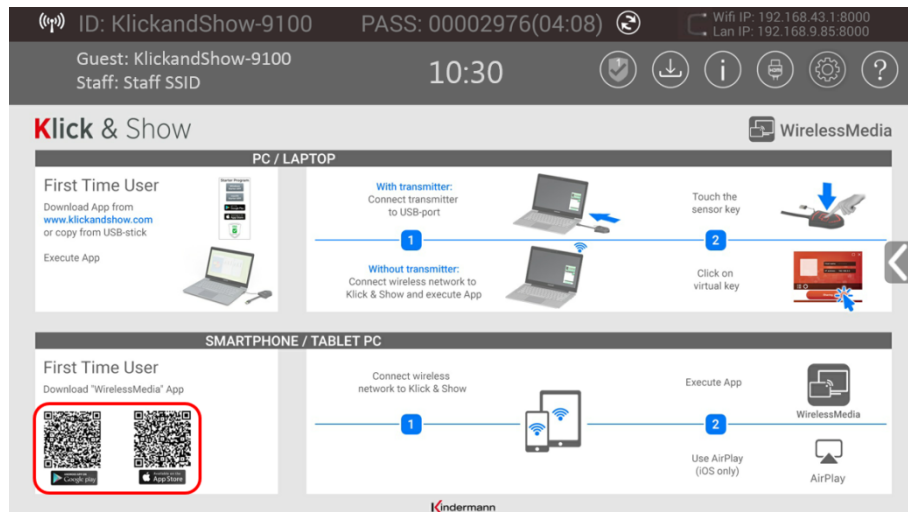 ID: KlickandShow-9100
PASS: 00002976(04:08)
Wifi IP: 192.168.43.1:8000
Lan IP: 192.168.9.85:8000
Guest: KlickandShow-9100
Staff: Staff SSID
10:30
Klick & Show
WirelessMedia
PC / LAPTOP
First Time User
Download App from
www.klickandshow.com
or copy from USB-stick
Execute App
With transmitter:
Connect transmitter
to USB-port
1
Without transmitter:
Connect wireless network to
Klick & Show and execute App
Touch the
sensor key
2
Click on
virtual key
SMARTPHONE / TABLET PC
First Time User
Download "WirelessMedia" App
Google play
App Store
Connect wireless
network to Klick & Show
1
Execute App
2
Use AirPlay
(iOS only)
WirelessMedia
AirPlay
Kindermann